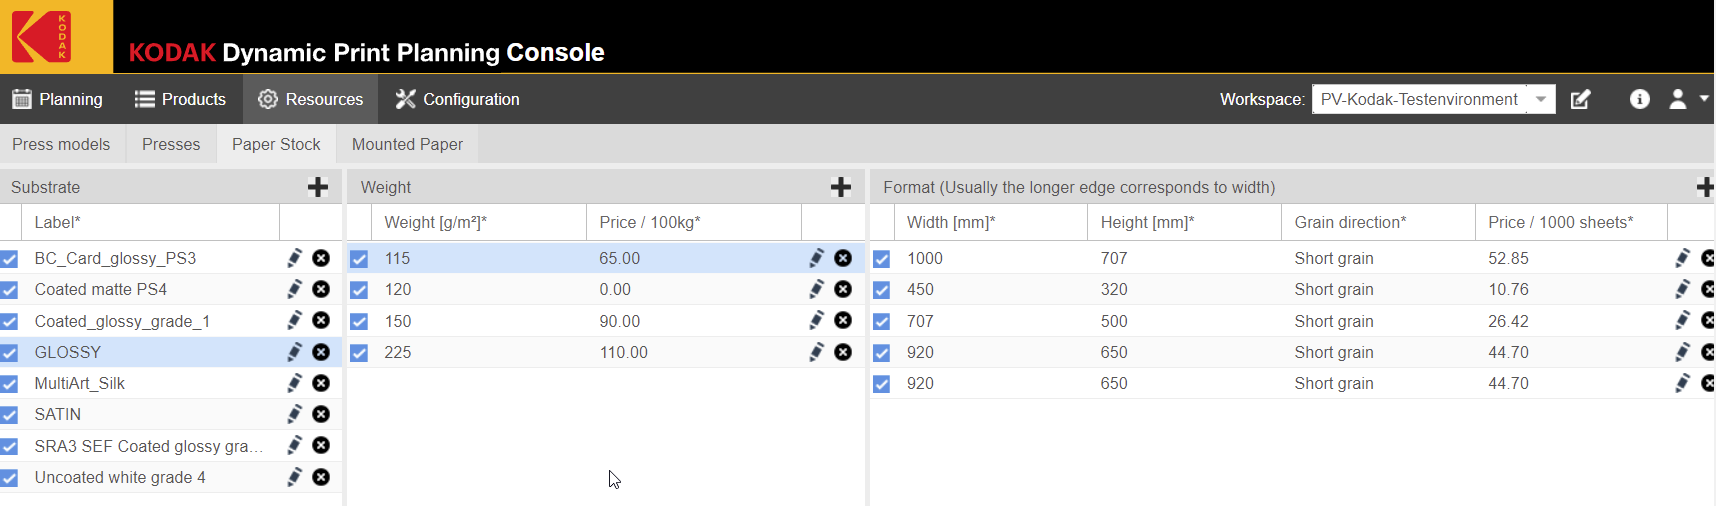 KODAK
KODAK Dynamic Print Planning Console
Planning Products Resources Configuration Workspace: PV-Kodak-Testenvironment
Press models Presses Paper Stock Mounted Paper
Substrate Weight Format (Usually the longer edge corresponds to width)
Label* Weight [g/m²]* Price / 100kg* Width [mm]* Height [mm]* Grain direction* Price / 1000 sheets*
BC_Card_glossy_PS3 115 65.00 1000 707 Short grain 52.85
Coated matte PS4 120 0.00 450 320 Short grain 10.76
Coated_glossy_grade_1 150 90.00 707 500 Short grain 26.42
GLOSSY 225 110.00 920 650 Short grain 44.70
MultiArt_Silk 920 650 Short grain 44.70
SATIN
SRA3 SEF Coated glossy gra...
Uncoated white grade 4